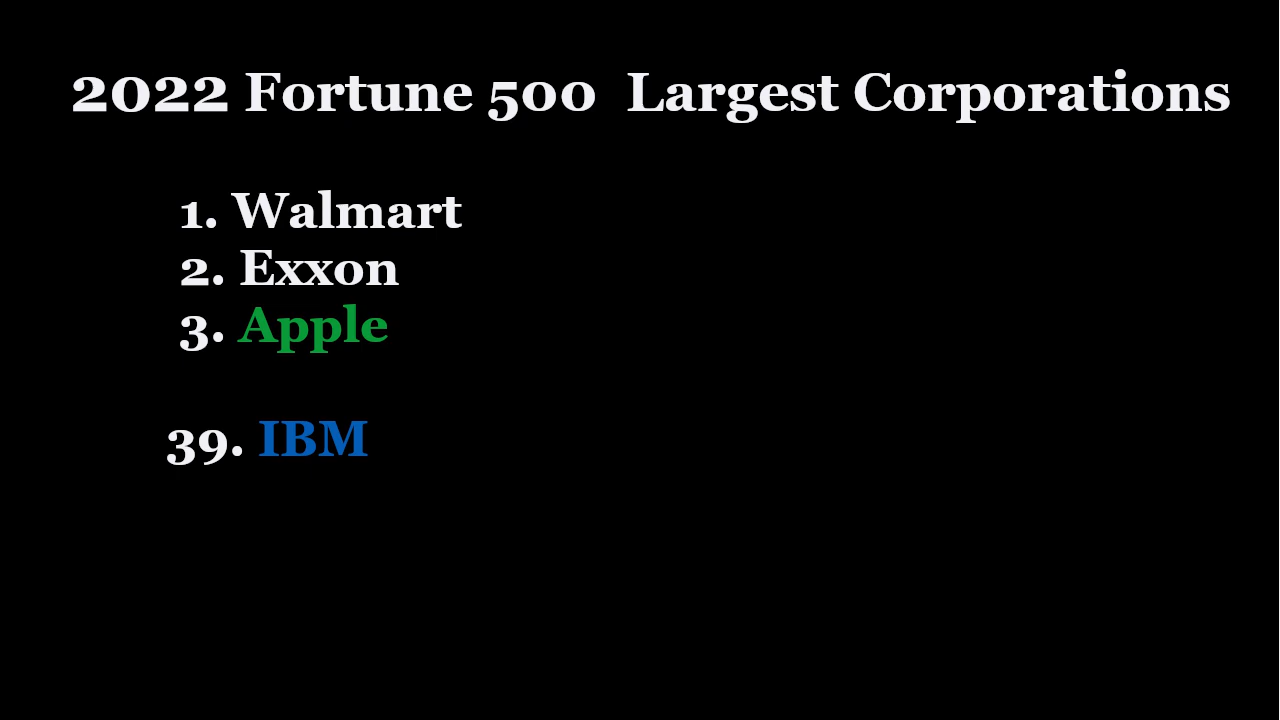 2022 Fortune 500 Largest Corporations
1. Walmart
2. Exxon
3. Apple
39. IBM